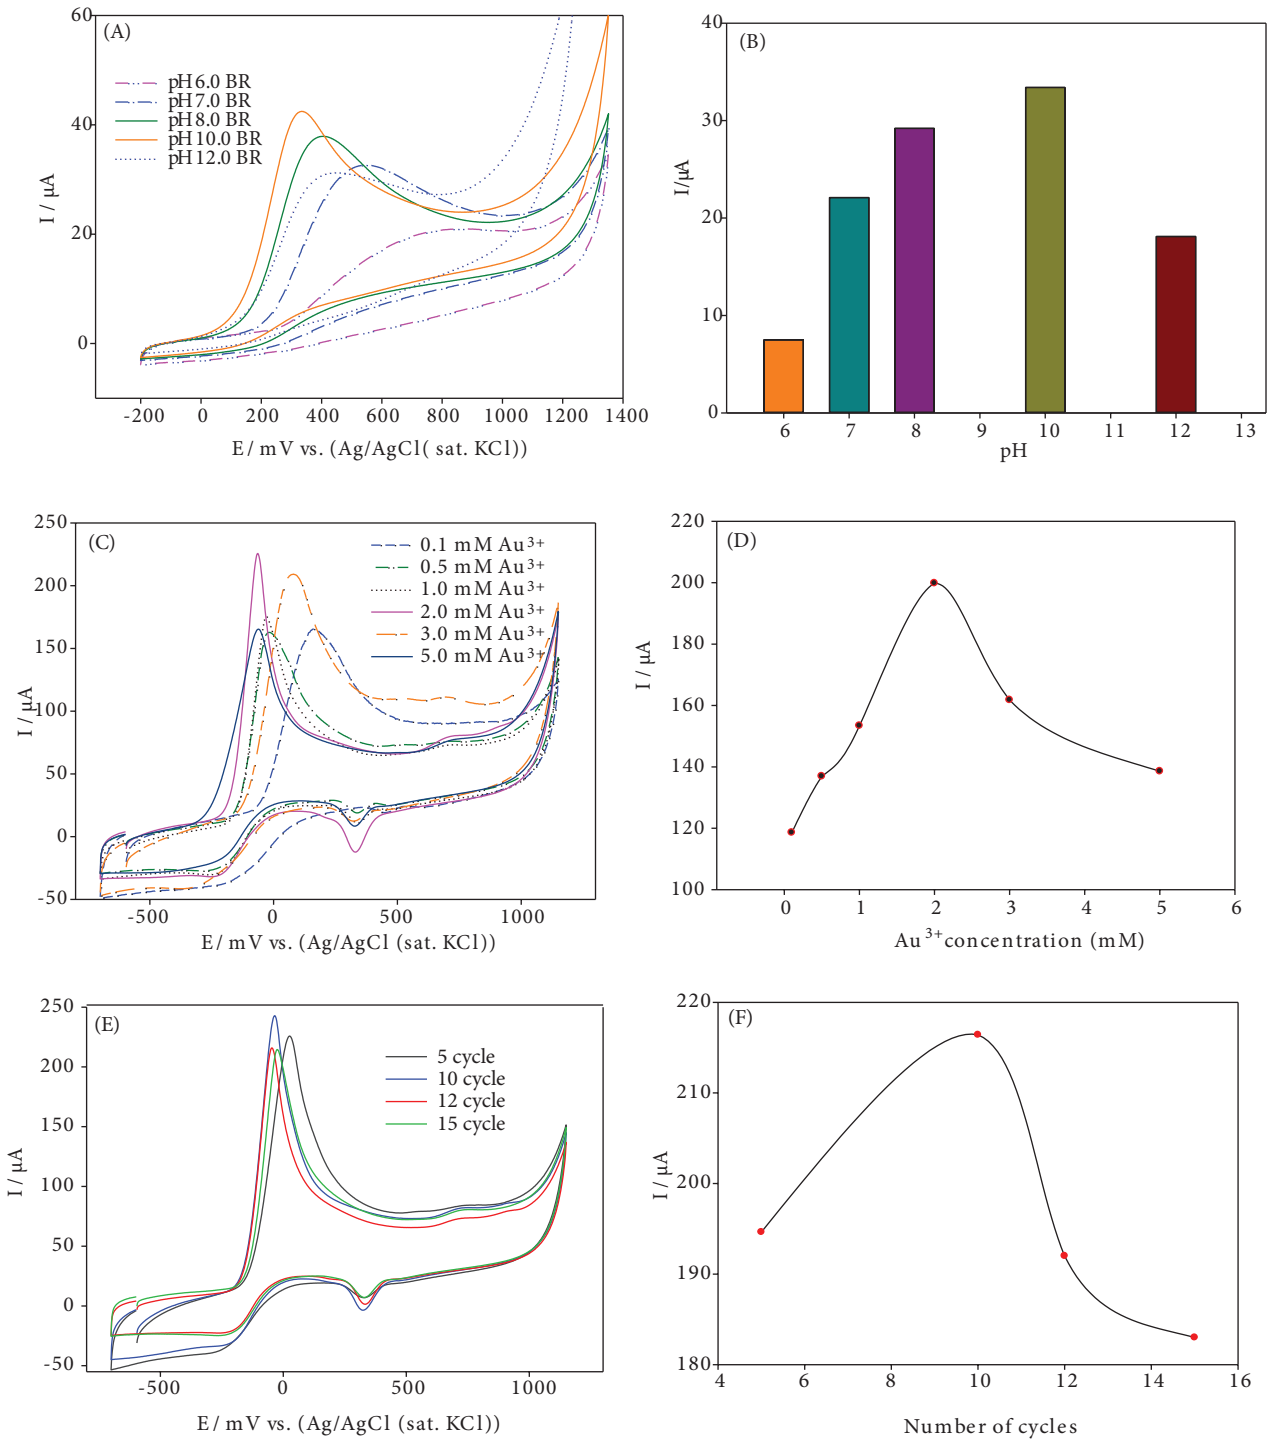 (A)
60
40
20
0
I / µA
pH6.0 BR
pH7.0 BR
pH8.0 BR
pH10.0 BR
pH12.0 BR
-200 0 200 400 600 800 1000 1200 1400
E / mV vs. (Ag/AgCl( sat. KCl))
(B)
40
30
20
10
0
I/µA
6 7 8 9 10 11 12 13
pH
(C)
250
200
150
100
50
0
-50
I / µA
0.1 mM Au3+
0.5 mM Au3+
1.0 mM Au3+
2.0 mM Au3+
3.0 mM Au3+
5.0 mM Au3+
-500 0 500 1000
E / mV vs. (Ag/AgCl (sat. KCl))
(D)
220
200
180
160
140
120
100
I / µA
0 1 2 3 4 5 6
Au3+concentration (mM)
(E)
250
200
150
100
50
0
-50
I / µA
5 cycle
10 cycle
12 cycle
15 cycle
-500 0 500 1000
E / mV vs. (Ag/AgCl (sat. KCl))
(F)
220
210
200
190
180
I / µA
4 6 8 10 12 14 16
Number of cycles